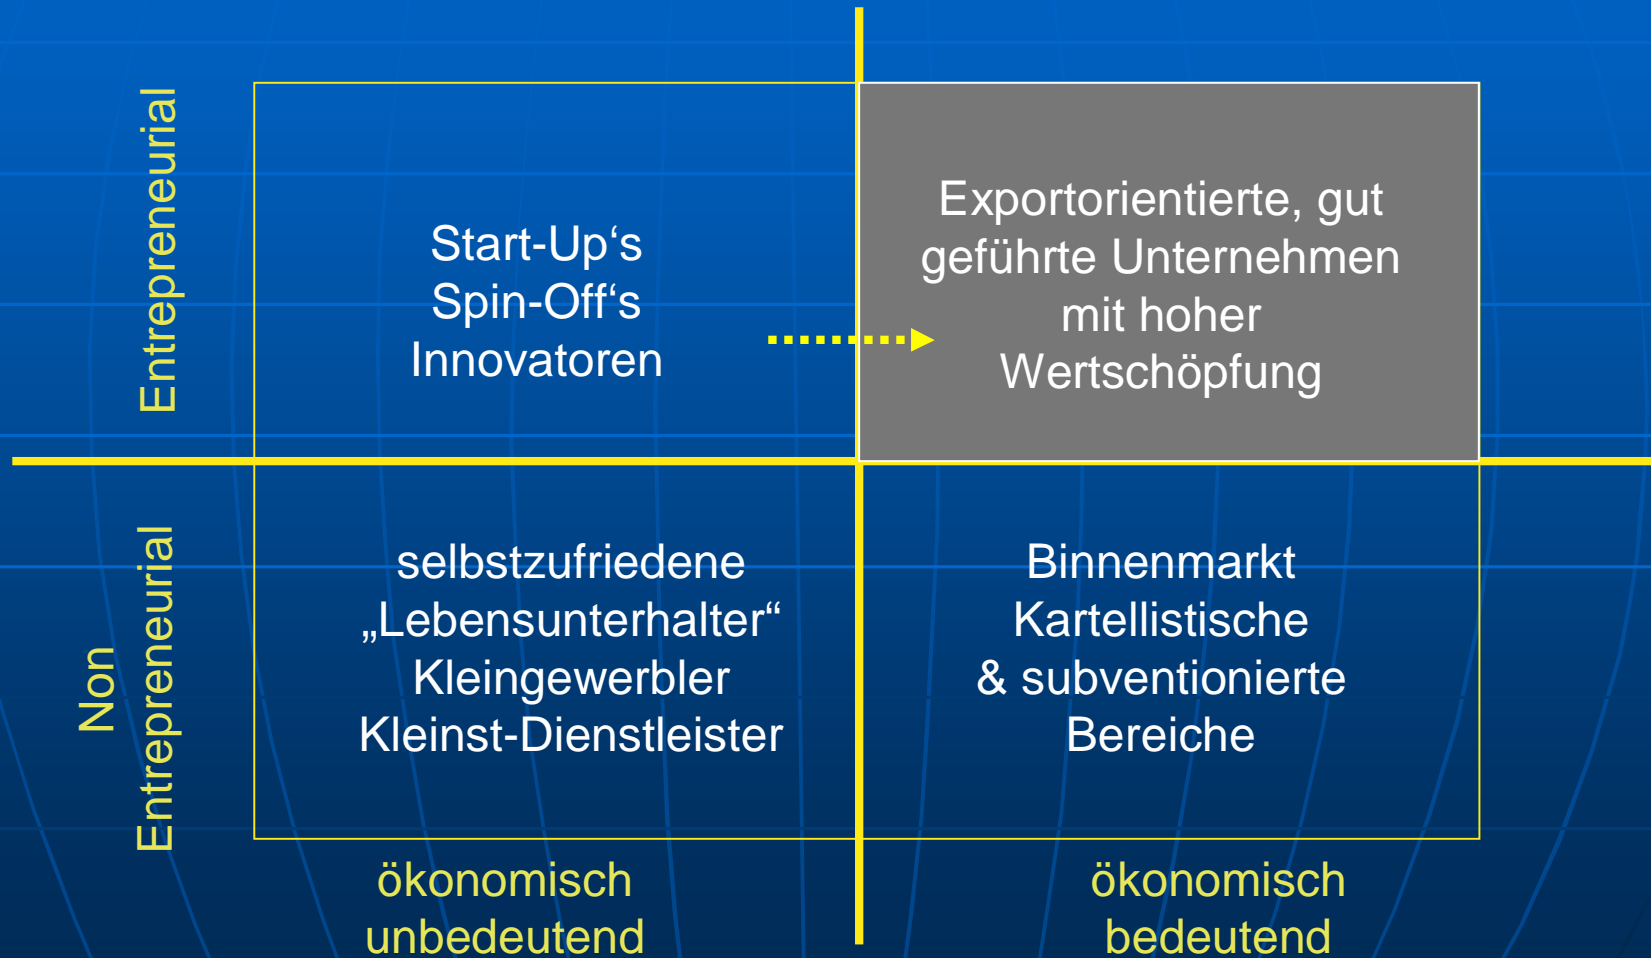 Entrepreneurial
Start-Up‘s
Spin-Off‘s
Innovatoren
Exportorientierte, gut
geführte Unternehmen
mit hoher
Wertschöpfung
Non
Entrepreneurial
selbstzufriedene
„Lebensunterhalter“
Kleingewerbler
Kleinst-Dienstleister
Binnenmarkt
Kartellistische
& subventionierte
Bereiche
ökonomisch
unbedeutend
ökonomisch
bedeutend